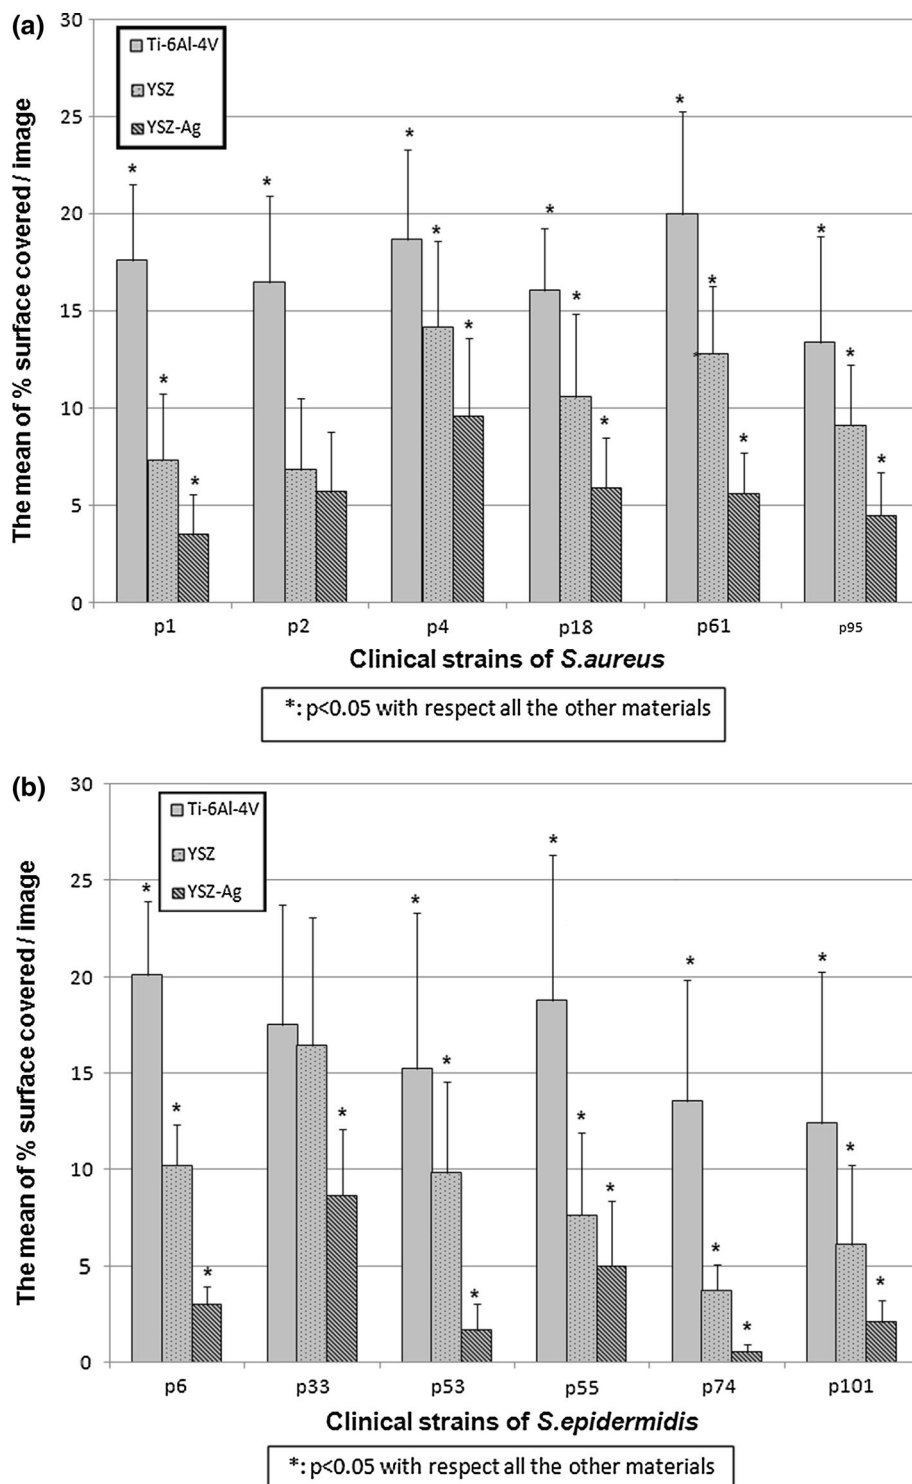 (a)
30
25
20
15
10
5
0
The mean of % surface covered / image
Ti-6Al-4V
YSZ
YSZ-Ag
* * * * * *
* * * * *
* * * * *
p1 p2 p4 p18 p61 p95
Clinical strains of S.aureus
*: p<0.05 with respect all the other materials
(b)
30
25
20
15
10
5
0
The mean of % surface covered / image
Ti-6Al-4V
YSZ
YSZ-Ag
* * * * *
* * * * *
* * * * * *
p6 p33 p53 p55 p74 p101
Clinical strains of S.epidermidis
*: p<0.05 with respect all the other materials